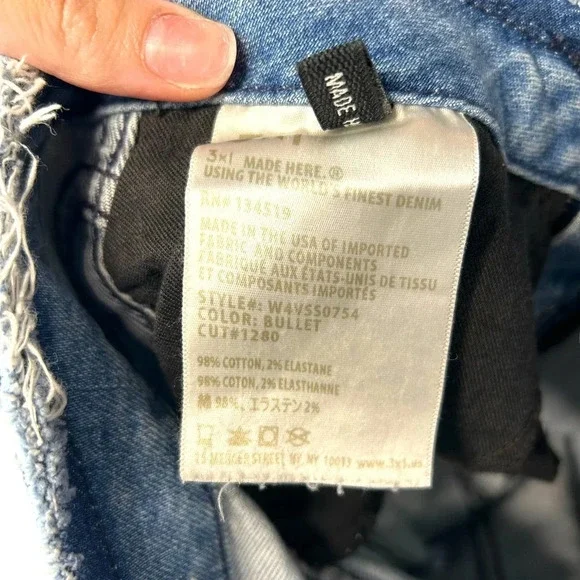 MADE H
3x1 MADE HERE.®
USING THE WORLD'S FINEST DENIM
RN# 134519
MADE IN THE USA OF IMPORTED
FABRIC AND COMPONENTS
FABRIQUÉ AUX ÉTATS-UNIS DE TISSU
ET COMPOSANTS IMPORTÉS
STYLE#: W4VSS0754
COLOR: BULLET
CUT#1280
98% COTTON, 2% ELASTANE
98% COTTON, 2% ELASTHANNE
綿 98%、エラステン 2%
15 MERCER STREET, NY, NY 10013 www.3x1.us